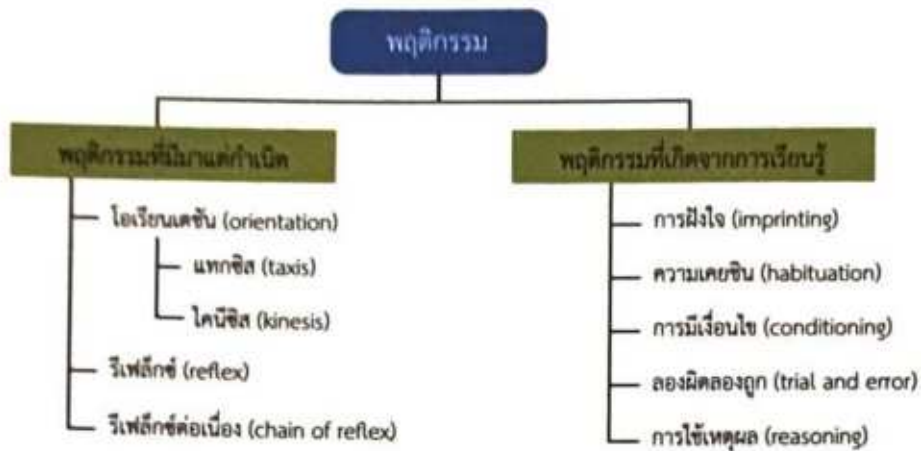 พฤติกรรม
พฤติกรรมที่มีมาแต่กำเนิด
โอเรียนเตชัน (orientation)
แทกซิส (taxis)
ไคนีซิส (kinesis)
รีเฟล็กซ์ (reflex)
รีเฟล็กซ์ต่อเนื่อง (chain of reflex)
พฤติกรรมที่เกิดจากการเรียนรู้
การฝังใจ (imprinting)
ความเคยชิน (habituation)
การมีเงื่อนไข (conditioning)
ลองผิดลองถูก (trial and error)
การใช้เหตุผล (reasoning)